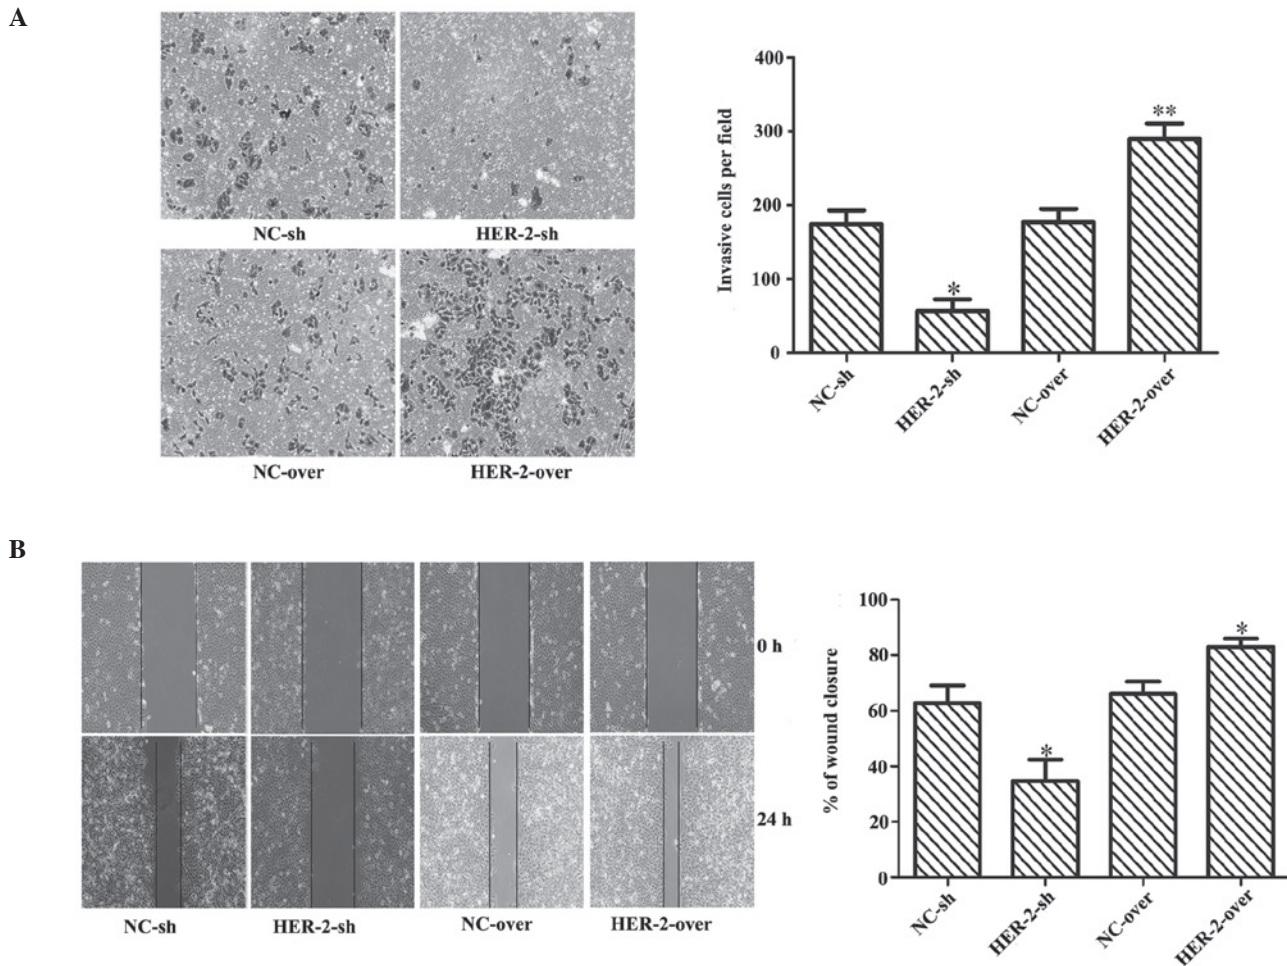 A
NC-sh
HER-2-sh
NC-over
HER-2-over
Invasive cells per field
400
300
200
100
0
*
**
NC-sh
HER-2-sh
NC-over
HER-2-over
B
0 h
24 h
NC-sh
HER-2-sh
NC-over
HER-2-over
% of wound closure
100
80
60
40
20
0
*
*
NC-sh
HER-2-sh
NC-over
HER-2-over